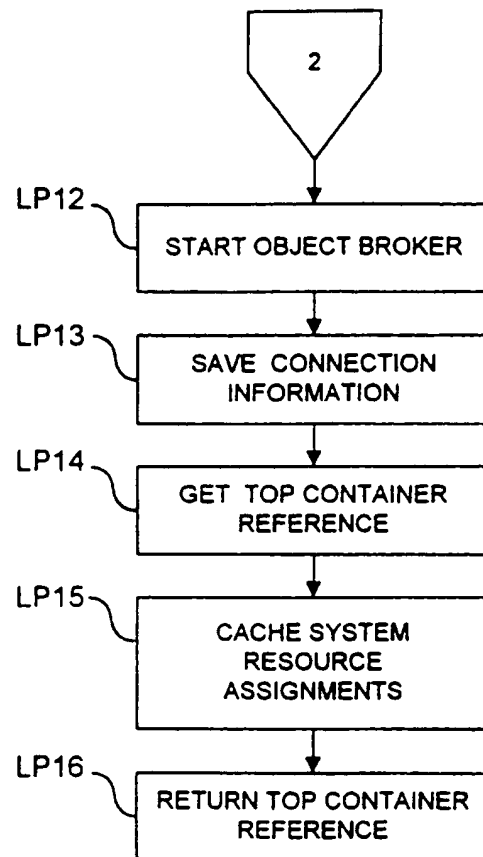 2
LP12
START OBJECT BROKER
LP13
SAVE CONNECTION
INFORMATION
LP14
GET TOP CONTAINER
REFERENCE
LP15
CACHE SYSTEM
RESOURCE
ASSIGNMENTS
LP16
RETURN TOP CONTAINER
REFERENCE